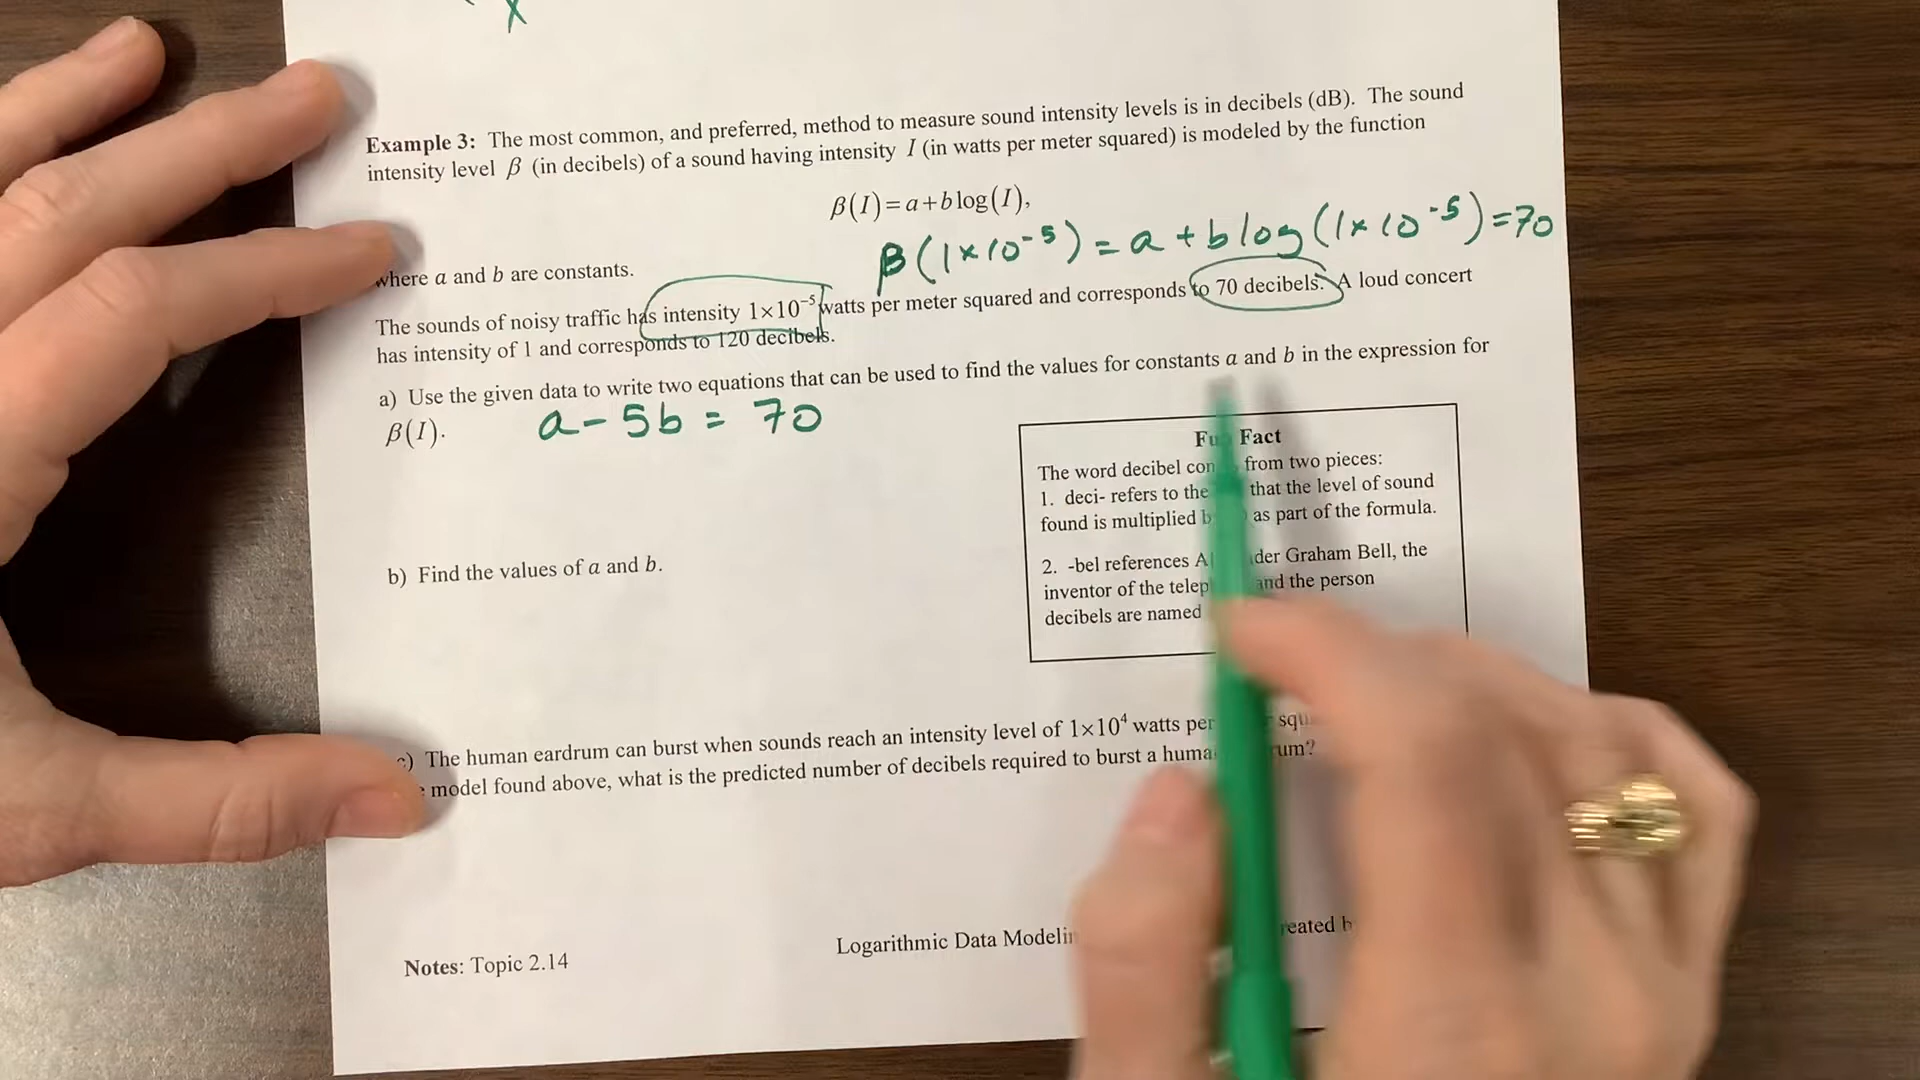 x
Example 3: The most common, and preferred, method to measure sound intensity levels is in decibels (dB). The sound
intensity level β (in decibels) of a sound having intensity I (in watts per meter squared) is modeled by the function
β(I)=a+blog(I),
β(1×10⁻⁵)=a+blog(1×10⁻⁵)=70
where a and b are constants.
The sounds of noisy traffic has intensity 1×10⁻⁵ watts per meter squared and corresponds to 70 decibels. A loud concert
has intensity of 1 and corresponds to 120 decibels.
a) Use the given data to write two equations that can be used to find the values for constants a and b in the expression for
β(I).
a-5b = 70
Fact
The word decibel from two pieces:
1. deci- refers to the that the level of sound
found is multiplied as part of the formula.
2. -bel references Graham Bell, the
inventor of the and the person
decibels are named
b) Find the values of a and b.
The human eardrum can burst when sounds reach an intensity level of 1×10⁴ watts per
model found above, what is the predicted number of decibels required to burst a
Notes: Topic 2.14
Logarithmic Data